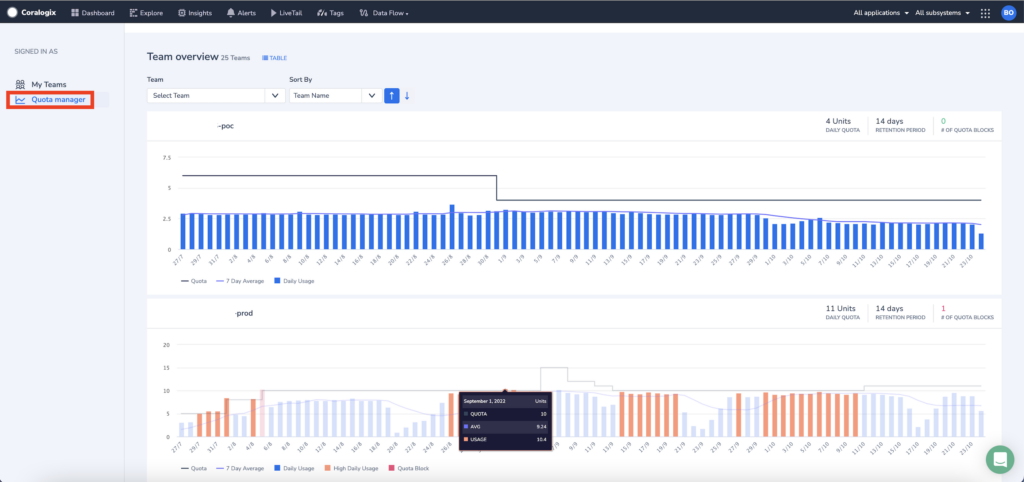 Coralogix Dashboard Explore Insights Alerts LiveTail Tags Data Flow All applications All subsystems BO
SIGNED IN AS
My Teams
Quota manager
Team overview 25 Teams TABLE
Team Sort By
Select Team Team Name
-poc
4 Units 14 days 0
DAILY QUOTA RETENTION PERIOD # OF QUOTA BLOCKS
7.5
5
2.5
0
27/7 29/7 31/7 2/8 4/8 6/8 8/8 10/8 12/8 14/8 16/8 18/8 20/8 22/8 24/8 26/8 28/8 30/8 1/9 3/9 5/9 7/9 9/9 11/9 13/9 15/9 17/9 19/9 21/9 23/9 25/9 27/9 29/9 1/10 3/10 5/10 7/10 9/10 11/10 13/10 15/10 17/10 19/10 21/10 23/10
Quota 7 Day Average Daily Usage
-prod
11 Units 14 days 1
DAILY QUOTA RETENTION PERIOD # OF QUOTA BLOCKS
20
15
10
5
0
September 1, 2022 Units
QUOTA 10
AVG 9.24
USAGE 10.4
27/7 29/7 31/7 2/8 4/8 6/8 8/8 10/8 12/8 14/8 16/8 18/8 20/8 22/8 24/8 26/8 28/8 9/9 11/9 13/9 15/9 17/9 19/9 21/9 23/9 25/9 27/9 29/9 1/10 3/10 5/10 7/10 9/10 11/10 13/10 15/10 17/10 19/10 21/10 23/10
Quota 7 Day Average Daily Usage High Daily Usage Quota Block